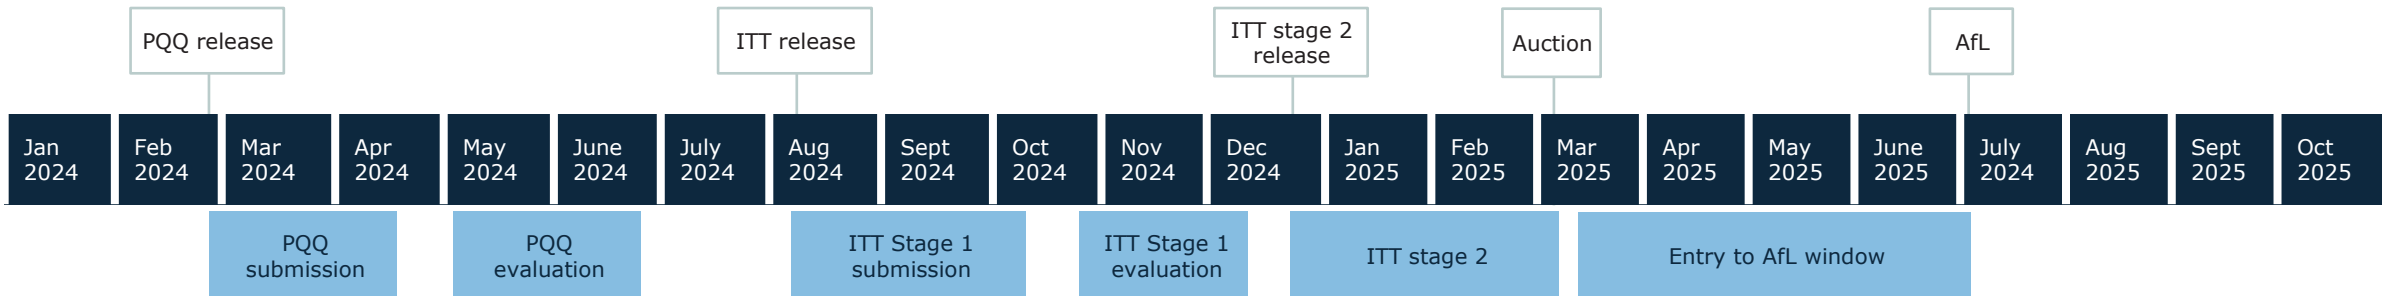 PQQ release
ITT release
ITT stage 2
release
Auction
AfL
Jan
2024
Feb
2024
Mar
2024
Apr
2024
May
2024
June
2024
July
2024
Aug
2024
Sept
2024
Oct
2024
Nov
2024
Dec
2024
Jan
2025
Feb
2025
Mar
2025
Apr
2025
May
2025
June
2025
July
2024
Aug
2025
Sept
2025
Oct
2025
PQQ
submission
PQQ
evaluation
ITT Stage 1
submission
ITT Stage 1
evaluation
ITT stage 2
Entry to AfL window